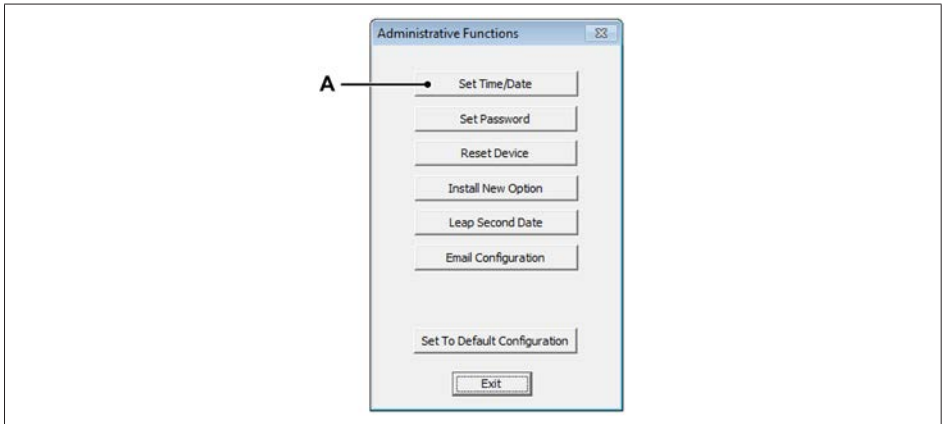 Administrative Functions
A
Set Time/Date
Set Password
Reset Device
Install New Option
Leap Second Date
Email Configuration
Set To Default Configuration
Exit